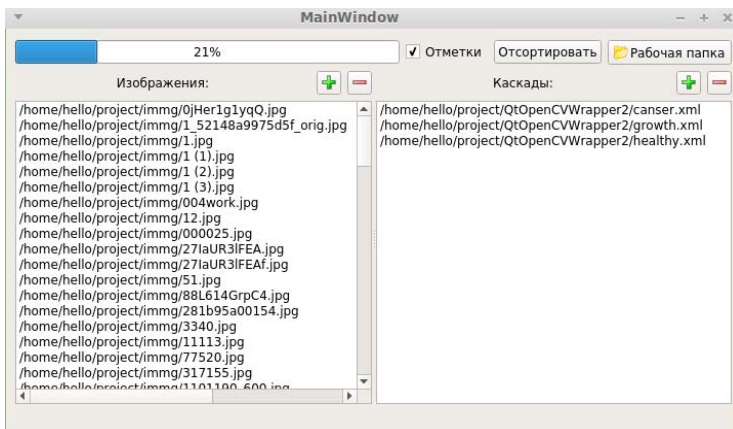 MainWindow
21%
Отметки
Отсортировать
Рабочая папка
Изображения:
Каскады:
/home/hello/project/immg/0jHer1g1yqQ.jpg
/home/hello/project/immg/1_52148a9975d5f_orig.jpg
/home/hello/project/immg/1.jpg
/home/hello/project/immg/1 (1).jpg
/home/hello/project/immg/1 (2).jpg
/home/hello/project/immg/1 (3).jpg
/home/hello/project/immg/004work.jpg
/home/hello/project/immg/12.jpg
/home/hello/project/immg/000025.jpg
/home/hello/project/immg/27IaUR3lFEA.jpg
/home/hello/project/immg/27IaUR3lFEAf.jpg
/home/hello/project/immg/51.jpg
/home/hello/project/immg/88L614GrpC4.jpg
/home/hello/project/immg/281b95a00154.jpg
/home/hello/project/immg/3340.jpg
/home/hello/project/immg/11113.jpg
/home/hello/project/immg/77520.jpg
/home/hello/project/immg/317155.jpg
/home/hello/project/immg/1101190_600.jpg
/home/hello/project/QtOpenCVWrapper2/canser.xml
/home/hello/project/QtOpenCVWrapper2/growth.xml
/home/hello/project/QtOpenCVWrapper2/healthy.xml